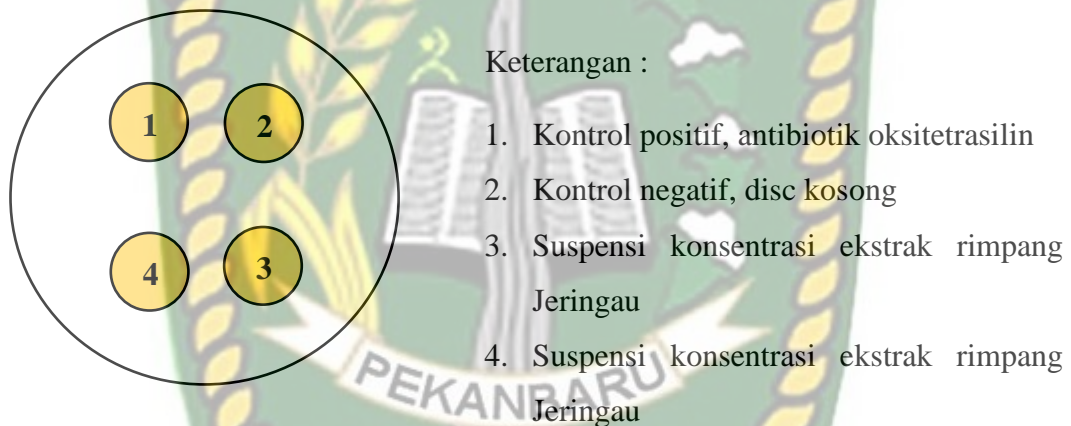 1
2
4
3
Keterangan :
1. Kontrol positif, antibiotik oksitetrasilin
2. Kontrol negatif, disc kosong
3. Suspensi konsentrasi ekstrak rimpang
Jeringau
4. Suspensi konsentrasi ekstrak rimpang
Jeringau
PEKANBARU